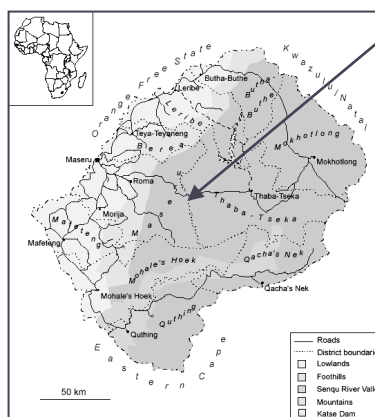 Orange Free State
Kwazulu/Natal
Butha-Buthe
Leribe
Butha
Buthe
Leribe
Teya-Teyaneng
Berea
Mokhotlong
Maseru
Mokhotlong
Roma
Thaba-Tseka
Maseru
Thaba-Tseka
Morija
Mafeteng
Mafeteng
Qacha's Nek
Mohale's Hoek
Qacha's Nek
Mohale's Hoek
Quthing
Quthing
Eastern Cape
50 km
Roads
District boundarie
Lowlands
Foothills
Senqu River Valle
Mountains
Katse Dam